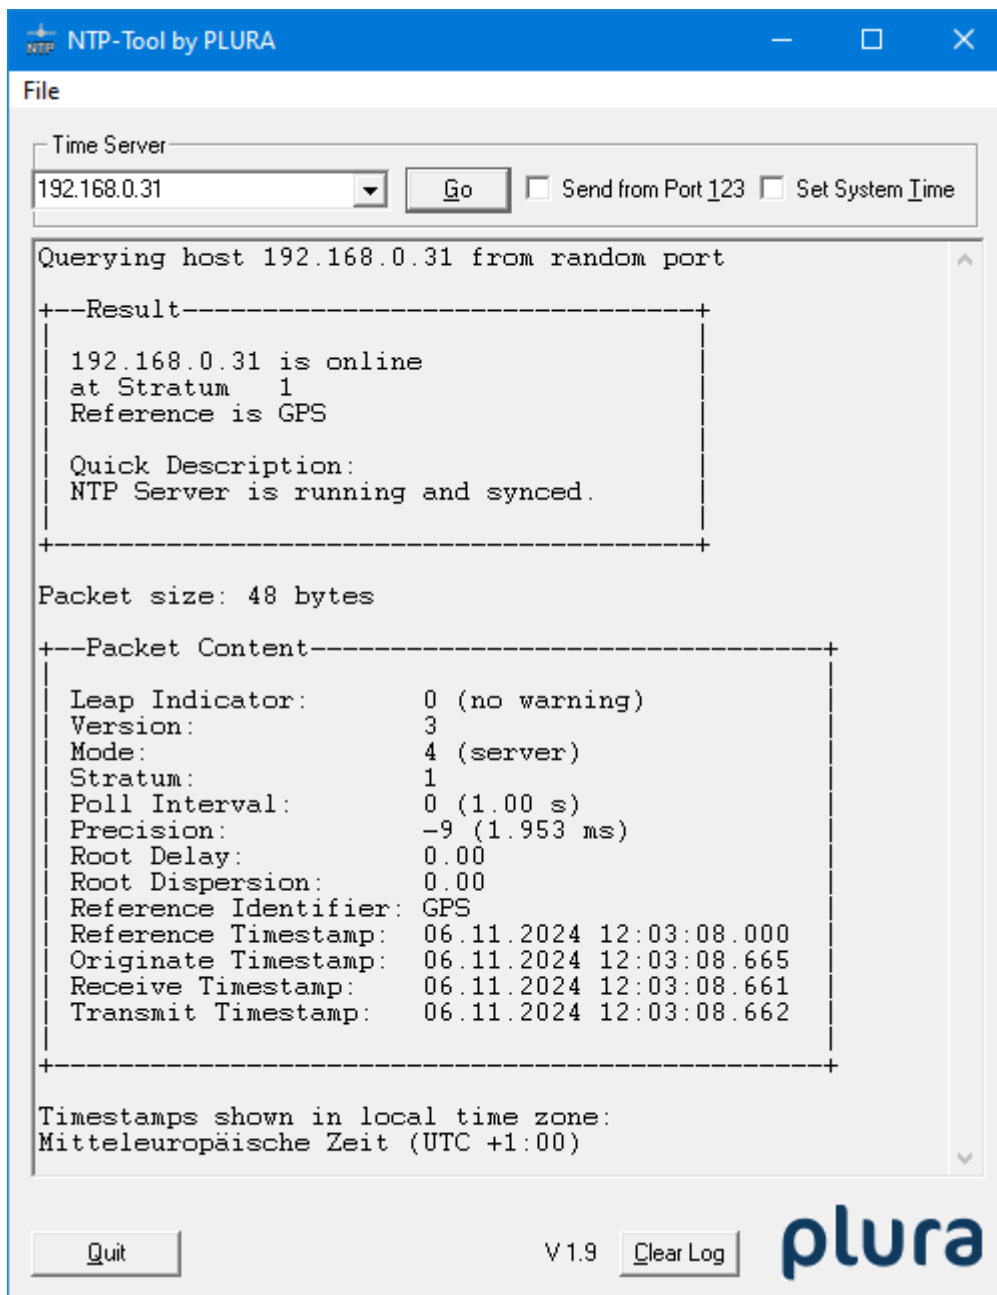 NTP-Tool by PLURA
File
Time Server
192.168.0.31 Go Send from Port 123 Set System Time
Querying host 192.168.0.31 from random port
+--Result--------------------------------+
192.168.0.31 is online
at Stratum 1
Reference is GPS
Quick Description:
NTP Server is running and synced.
+----------------------------------------+
Packet size: 48 bytes
+--Packet Content--------------------------------+
Leap Indicator: 0 (no warning)
Version: 3
Mode: 4 (server)
Stratum: 1
Poll Interval: 0 (1.00 s)
Precision: -9 (1.953 ms)
Root Delay: 0.00
Root Dispersion: 0.00
Reference Identifier: GPS
Reference Timestamp: 06.11.2024 12:03:08.000
Originate Timestamp: 06.11.2024 12:03:08.665
Receive Timestamp: 06.11.2024 12:03:08.661
Transmit Timestamp: 06.11.2024 12:03:08.662
+------------------------------------------------+
Timestamps shown in local time zone:
Mitteleuropäische Zeit (UTC +1:00)
Quit V 1.9 Clear Log plura
NTP